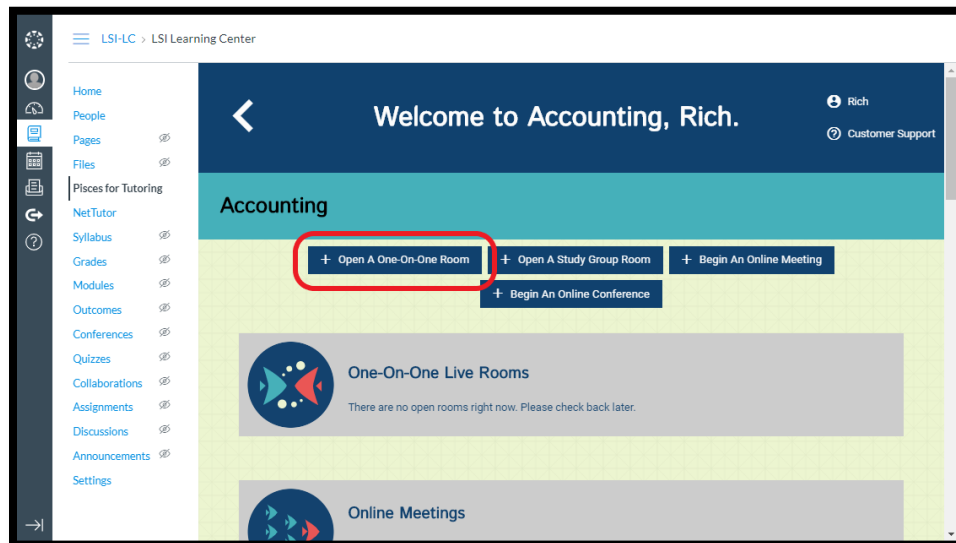 LSI-LC > LSI Learning Center
Home
People
Pages
Files
Pisces for Tutoring
NetTutor
Syllabus
Grades
Modules
Outcomes
Conferences
Quizzes
Collaborations
Assignments
Discussions
Announcements
Settings
Welcome to Accounting, Rich.
Rich
Customer Support
Accounting
+ Open A One-On-One Room
+ Open A Study Group Room
+ Begin An Online Meeting
+ Begin An Online Conference
One-On-One Live Rooms
There are no open rooms right now. Please check back later.
Online Meetings